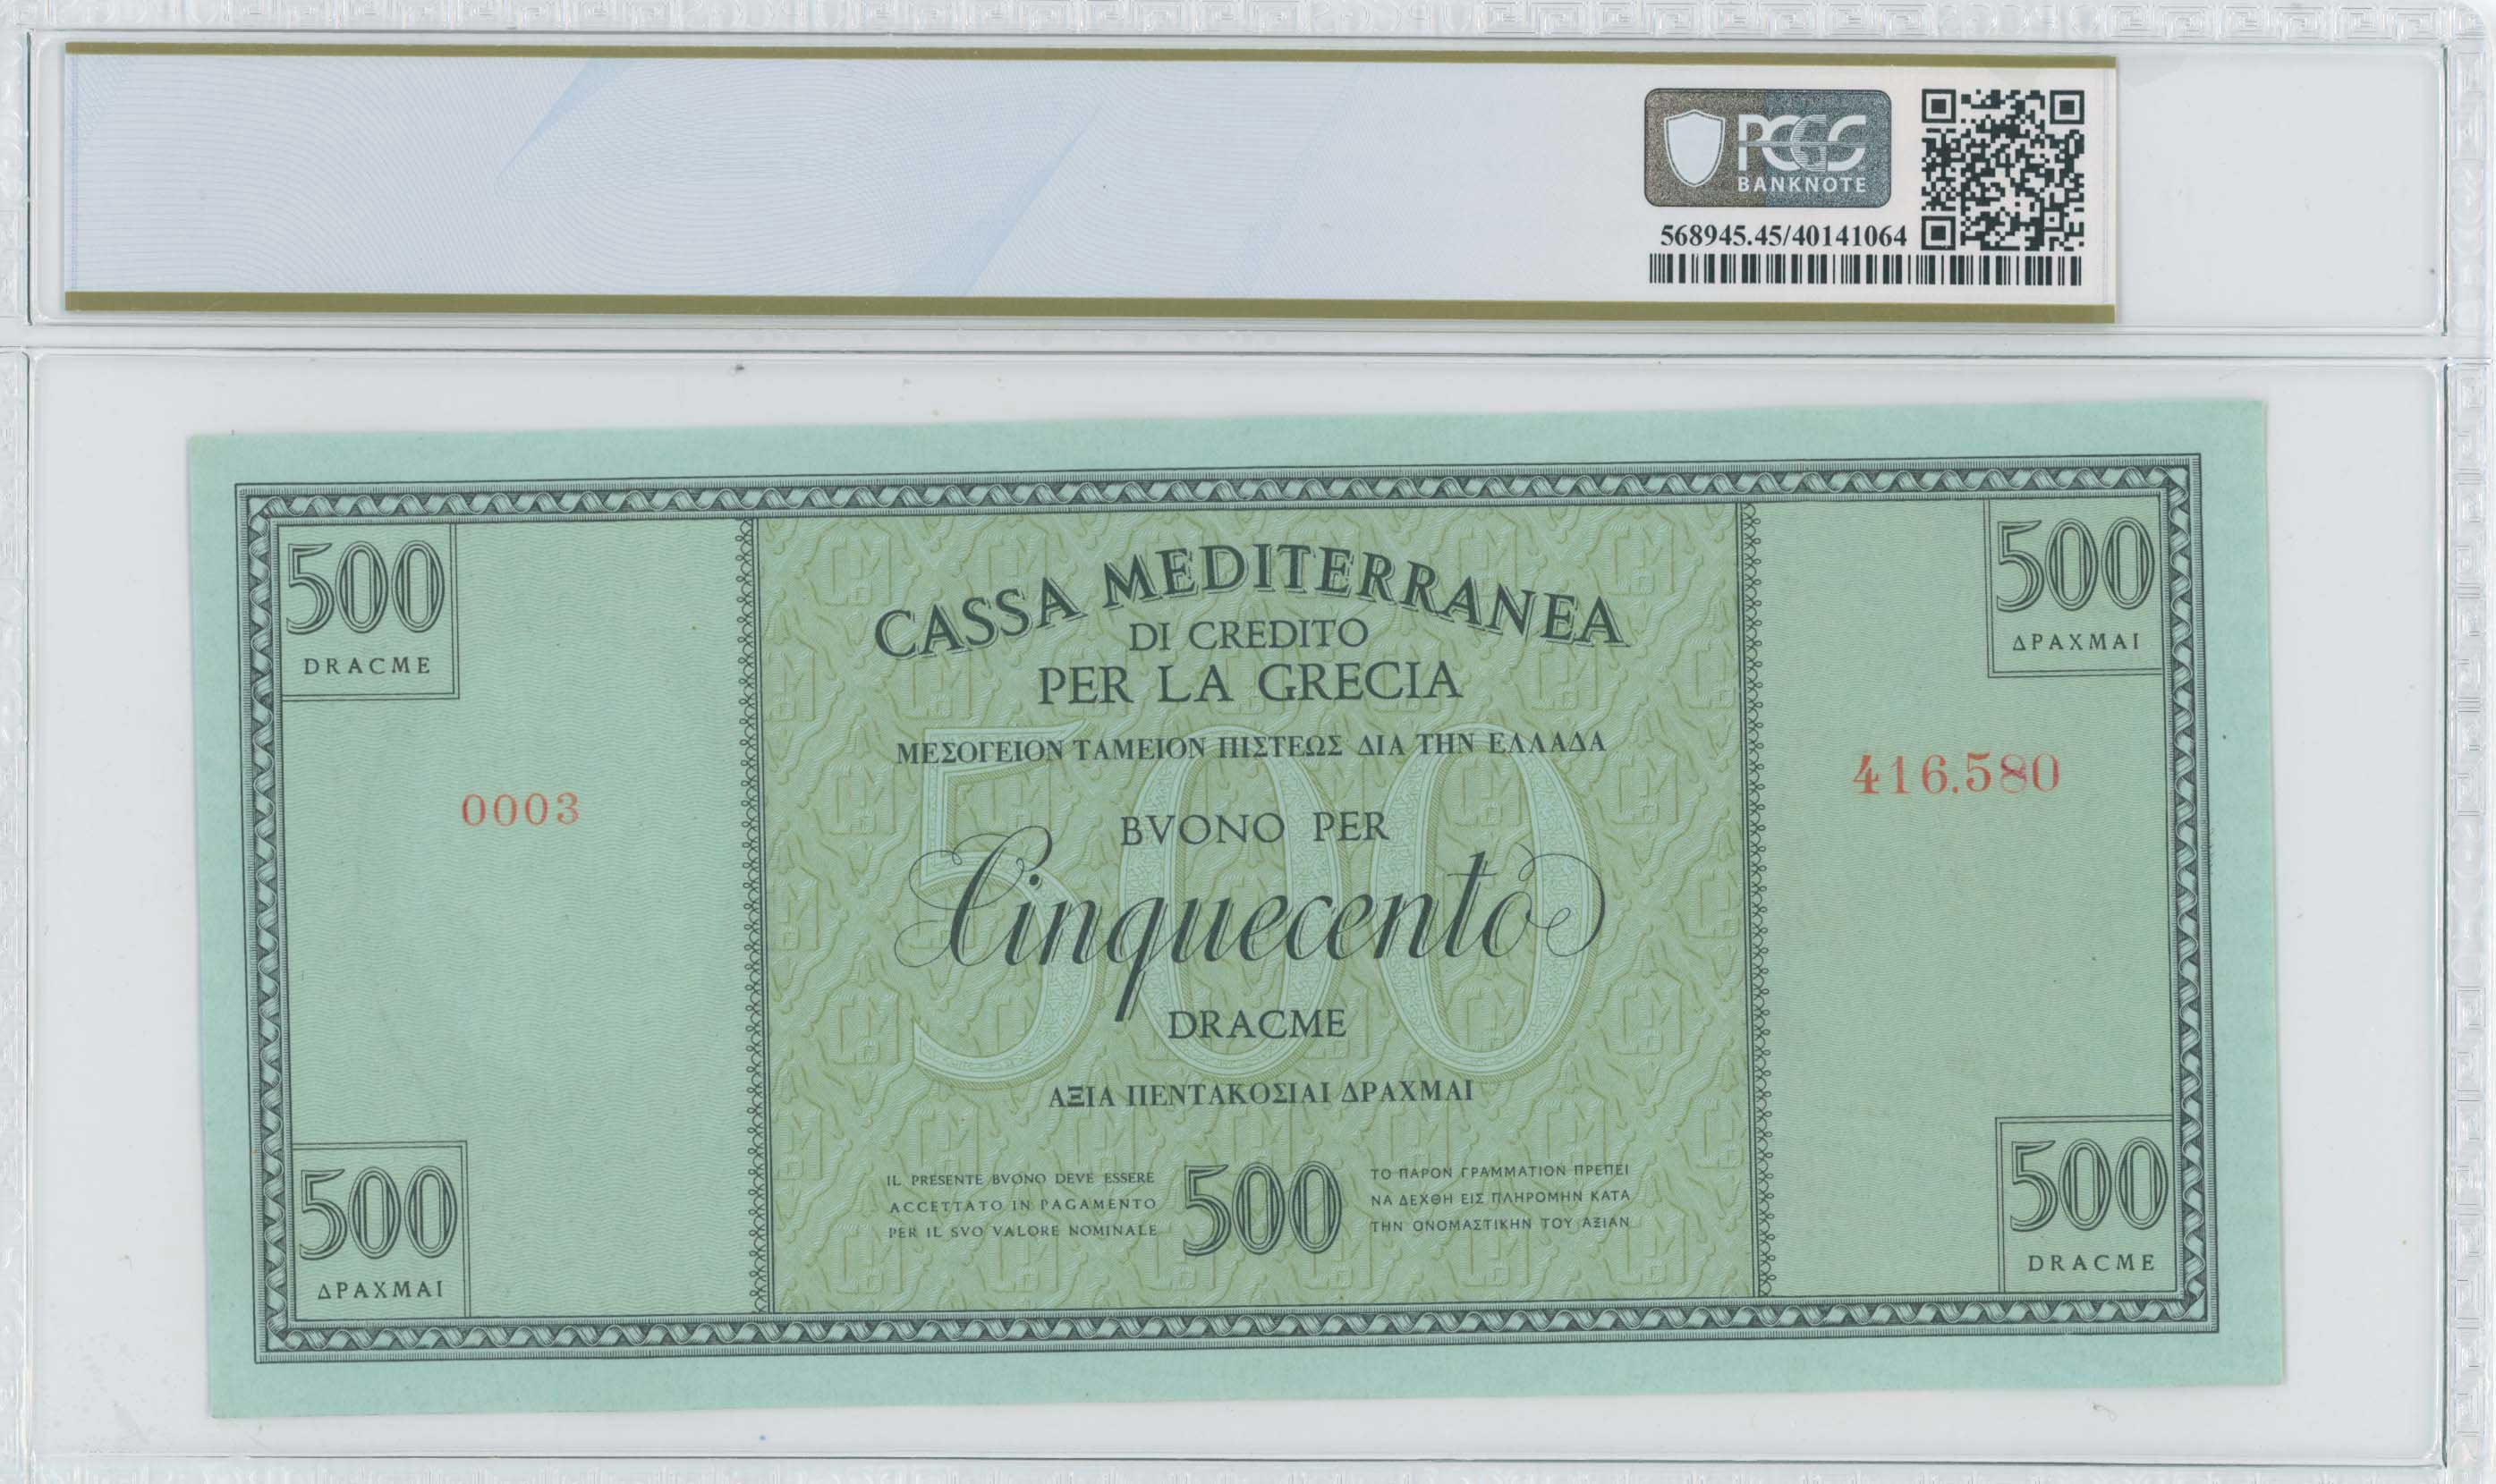 PCGS
BANKNOTE
568945.45/40141064
500
DRACME
500
ΔΡΑΧΜΑΙ
CASSA MEDITERRANEA
DI CREDITO
PER LA GRECIA
ΜΕΣΟΓΕΙΟΝ ΤΑΜΕΙΟΝ ΠΙΣΤΕΩΣ ΔΙΑ ΤΗΝ ΕΛΛΑΔΑ
0003
416.580
BVONO PER
500
Cinquecento
DRACME
ΑΞΙΑ ΠΕΝΤΑΚΟΣΙΑΙ ΔΡΑΧΜΑΙ
IL PRESENTE BVONO DEVE ESSERE
ACCETTATO IN PAGAMENTO
PER IL SVO VALORE NOMINALE
500
ΤΟ ΠΑΡΟΝ ΓΡΑΜΜΑΤΙΟΝ ΠΡΕΠΕΙ
ΝΑ ΔΕΧΘΗ ΕΙΣ ΠΛΗΡΟΜΗΝ ΚΑΤΑ
ΤΗΝ ΟΝΟΜΑΣΤΙΚΗΝ ΤΟΥ ΑΞΙΑΝ
500
ΔΡΑΧΜΑΙ
500
DRACME